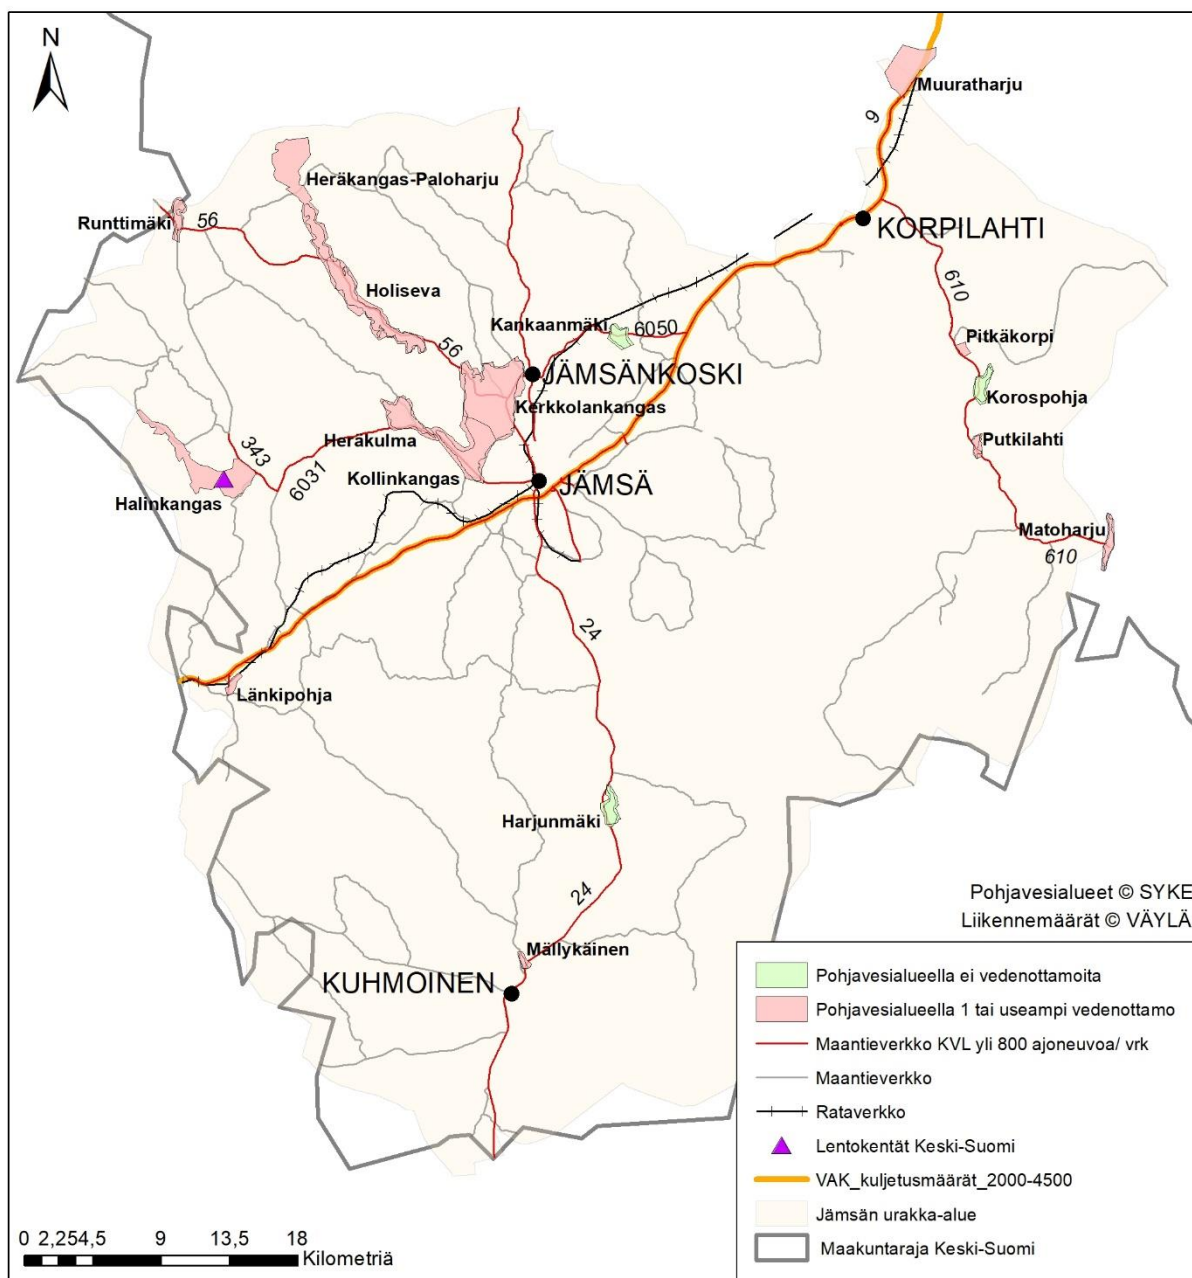 N
Muuratharju
9
Heräkangas-Paloharju
Runttimäki
56
KORPILAHTI
Holiseva
610
Kankaanmäki
6050
Pitkäkorpi
56
JÄMSÄNKOSKI
Korospohja
Kerkkolankangas
Heräkulma
Putkilahti
343
6031
Kollinkangas
JÄMSÄ
Halinkangas
Matoharju
610
24
Länkipohja
Harjunmäki
24
Pohjavesialueet © SYKE
Liikennemäärät © VÄYLÄ
Mällykäinen
KUHMOINEN
Pohjavesialueella ei vedenottamoita
Pohjavesialueella 1 tai useampi vedenottamo
Maantieverkko KVL yli 800 ajoneuvoa/ vrk
Maantieverkko
Rataverkko
Lentokentät Keski-Suomi
VAK_kuljetusmäärät_2000-4500
Jämsän urakka-alue
Maakuntaraja Keski-Suomi
0 2,254,5 9 13,5 18
Kilometriä